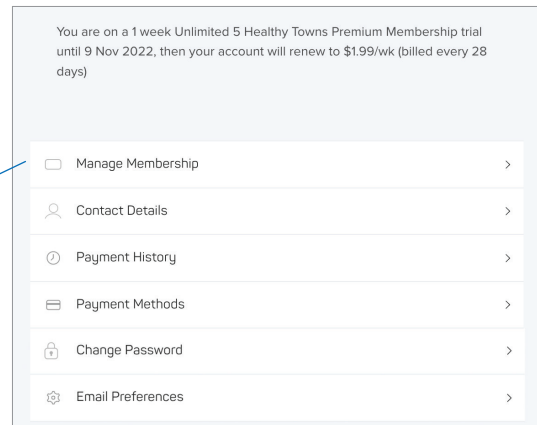 You are on a 1 week Unlimited 5 Healthy Towns Premium Membership trial
until 9 Nov 2022, then your account will renew to $1.99/wk (billed every 28
days)
Manage Membership
Contact Details
Payment History
Payment Methods
Change Password
Email Preferences